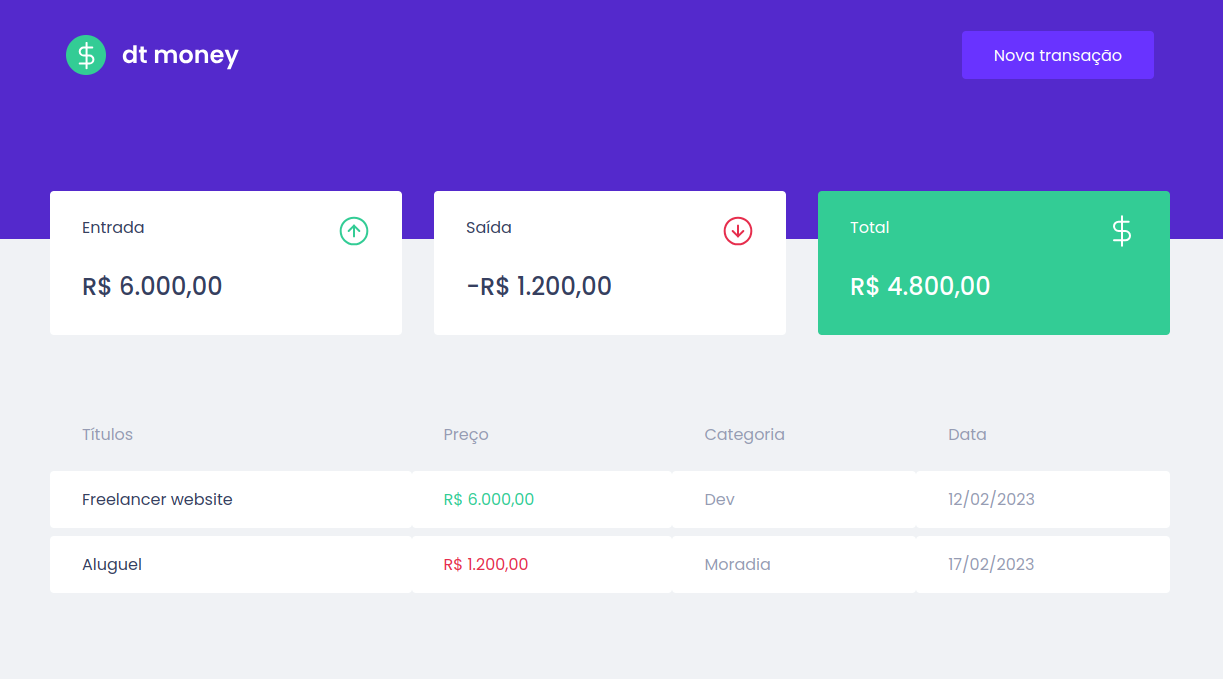 $ dt money
Nova transação
Entrada
R$ 6.000,00
Saída
-R$ 1.200,00
Total $
R$ 4.800,00
Títulos Preço Categoria Data
Freelancer website R$ 6.000,00 Dev 12/02/2023
Aluguel R$ 1.200,00 Moradia 17/02/2023